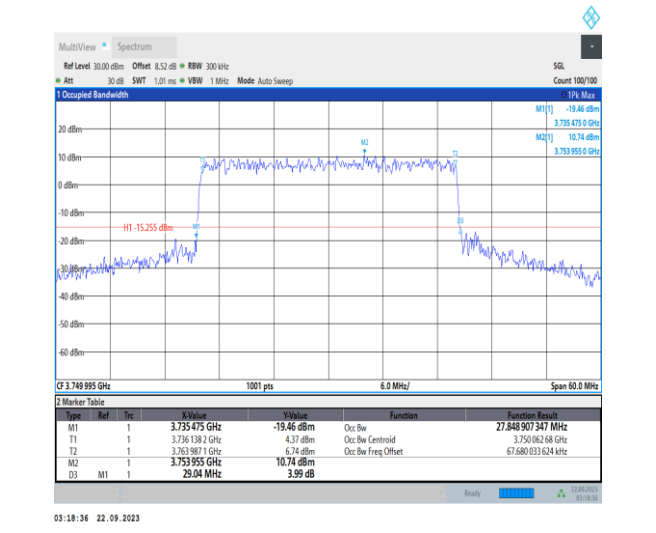 MultiView Spectrum
Ref Level 30.00 dBm Offset 8.52 dB RBW 300 kHz SGL
Att 30 dB SWT 1.01 ms VBW 1 MHz Mode Auto Sweep Count 100/100
1 Occupied Bandwidth 1Pk Max
M1[1] -19.46 dBm
3.735 475 0 GHz
M2[1] 10.74 dBm
3.753 955 0 GHz
20 dBm
M2
10 dBm
T1
T2
0 dBm
-10 dBm
H1 -15.255 dBm
M1
D3
-20 dBm
-30 dBm
-40 dBm
-50 dBm
-60 dBm
CF 3.749 995 GHz 1001 pts 6.0 MHz/ Span 60.0 MHz
2 Marker Table
Type Ref Trc X-Value Y-Value Function Function Result
M1 1 3.735475 GHz -19.46 dBm Occ Bw 27.848 907 347 MHz
T1 1 3.736 138 2 GHz 4.37 dBm Occ Bw Centroid 3.750 062 68 GHz
T2 1 3.763 987 1 GHz 6.74 dBm Occ Bw Freq Offset 67.680 033 624 kHz
M2 1 3.753 955 GHz 10.74 dBm
D3 M1 1 29.04 MHz 3.99 dB
Ready 22.09.2023
03:18:36
03:18:36 22.09.2023